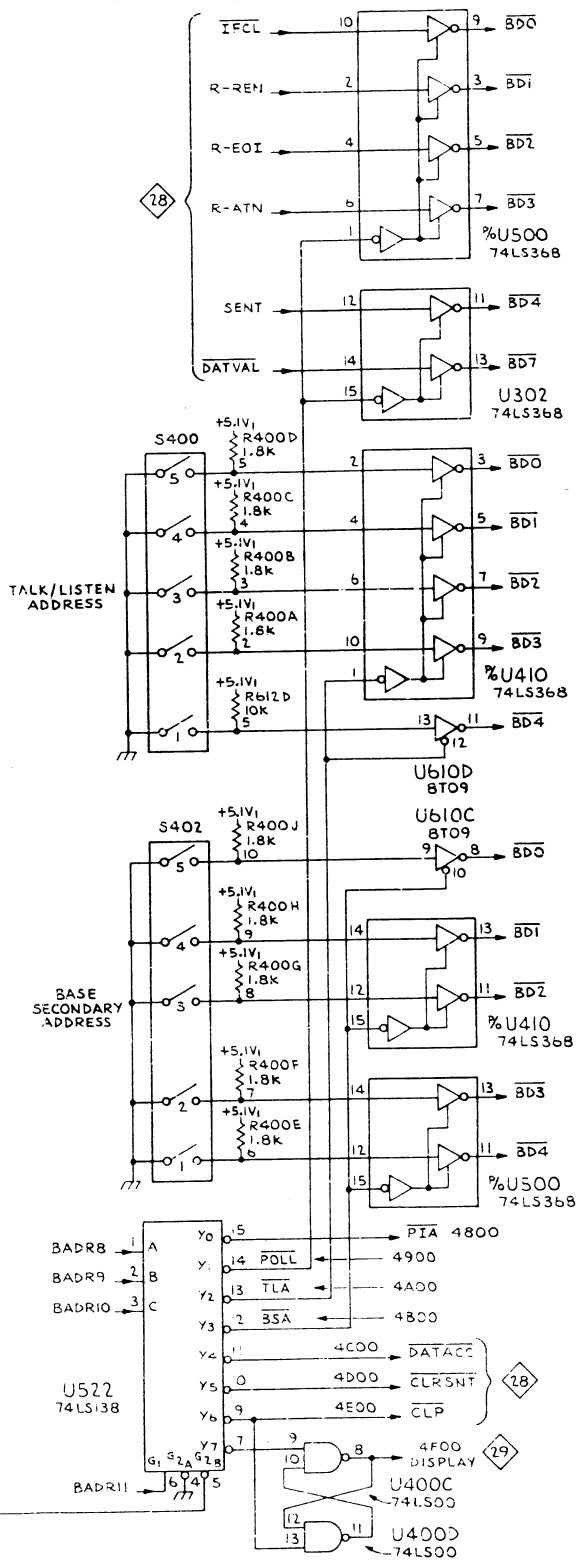 IFCL 10 9 BD0
R-REN 2 3 BD1
R-EOI 4 5 BD2
28
R-ATN 6 7 BD3
1 P/O U500
74LS368
SENT 12 11 BD4
DATVAL 14 13 BD7
15 U302
74LS368
S400 +5.1V1
R400D
1.8K
5 5 2 3 BD0
+5.1V1
R400C
1.8K
4 4 4 5 BD1
+5.1V1
R400B
1.8K
TALK/LISTEN
ADDRESS
3 3 6 7 BD2
+5.1V1
R400A
1.8K
2 2 10 9 BD3
+5.1V1
R612D
10K
1 P/O U410
74LS368
1 5 13 11 BD4
12
U610D
8T09
U610C
8T09
S402 +5.1V1
R400J
1.8K
5 10 9 8 BD0
10
+5.1V1
R400H
1.8K
4 9 14 13 BD1
+5.1V1
R400G
1.8K
BASE
SECONDARY
ADDRESS
3 8 12 11 BD2
15 P/O U410
74LS368
+5.1V1
R400F
1.8K
2 7 14 13 BD3
+5.1V1
R400E
1.8K
1 6 12 11 BD4
15 P/O U500
74LS368
Y0 15 PIA 4800
BADR8 1 A
Y1 14 POLL 4900
BADR9 2 B
Y2 13 TLA 4A00
BADR10 3 C
Y3 12 BSA 4B00
Y4 11 4C00 DATACC
U522
74LS138
Y5 10 4D00 CLRSNT
28
Y6 9 4E00 CLP
Y7 7 9 8 4F00
DISPLAY
29
10
G1 G2A G2B
6 4 5
BADR11
U400C
74LS00
12 11
13
U400D
74LS00